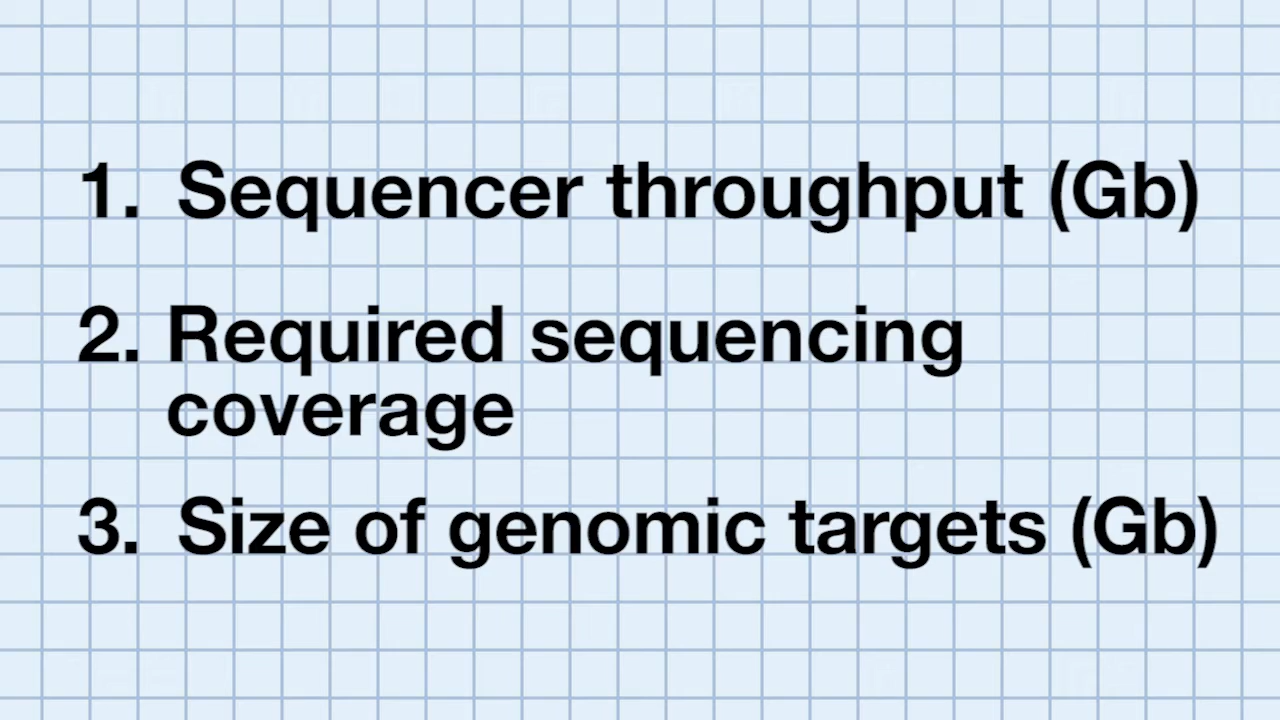 1. Sequencer throughput (Gb)
2. Required sequencing
coverage
3. Size of genomic targets (Gb)